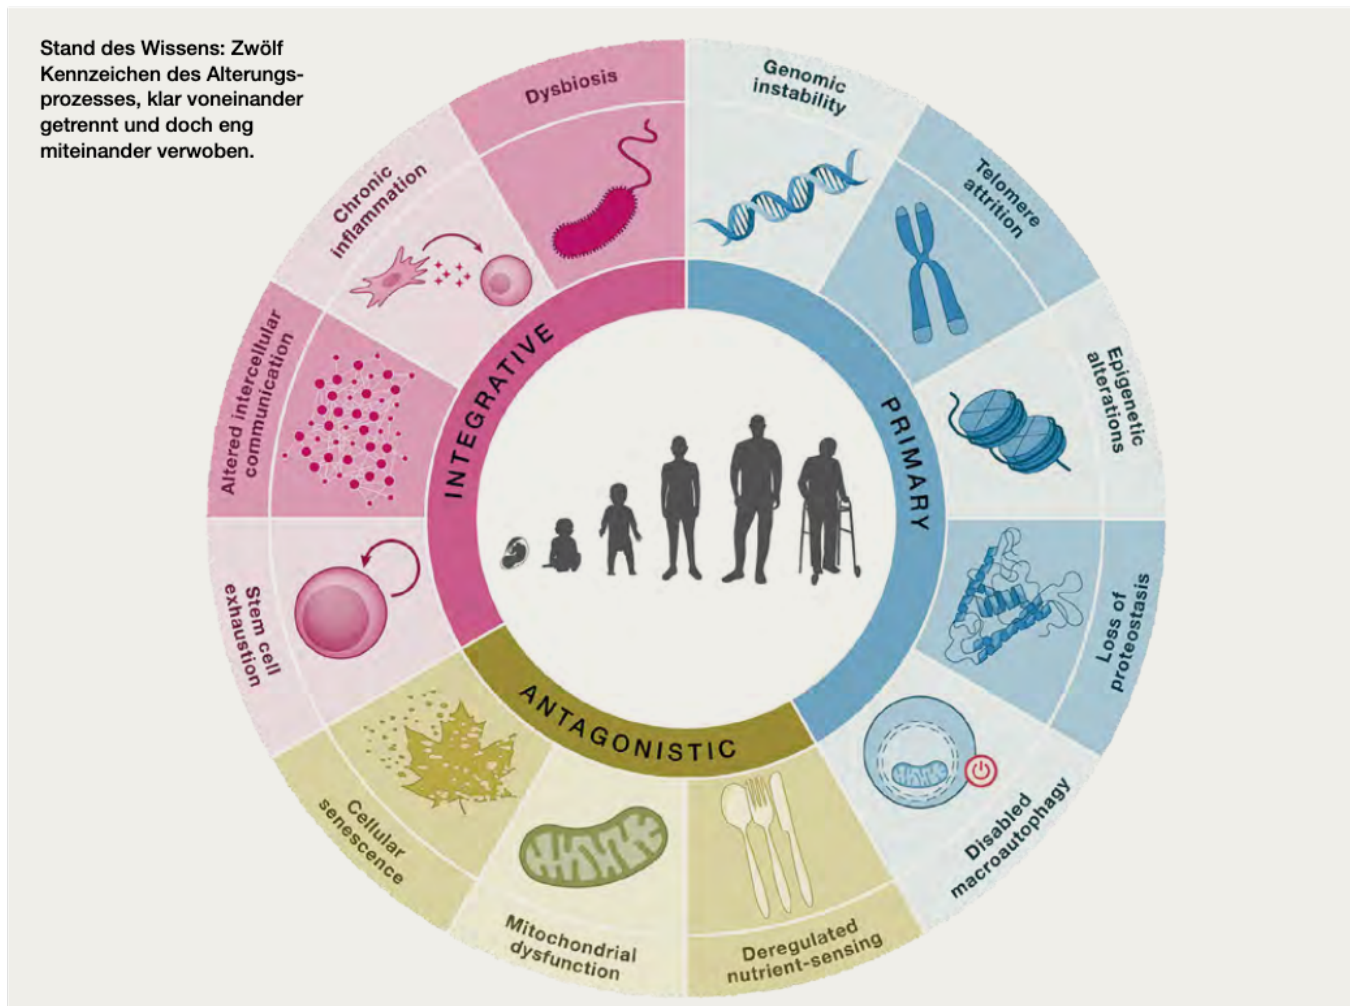 Stand des Wissens: Zwölf
Kennzeichen des Alterungs-
prozesses, klar voneinander
getrennt und doch eng
miteinander verwoben.
Dysbiosis
Genomic
instability
Telomere
attrition
Epigenetic
alterations
Loss of
proteostasis
Disabled
macroautophagy
Deregulated
nutrient-sensing
Mitochondrial
dysfunction
Cellular
senescence
Stem cell
exhaustion
Altered intercellular
communication
Chronic
inflammation
INTEGRATIVE
PRIMARY
ANTAGONISTIC